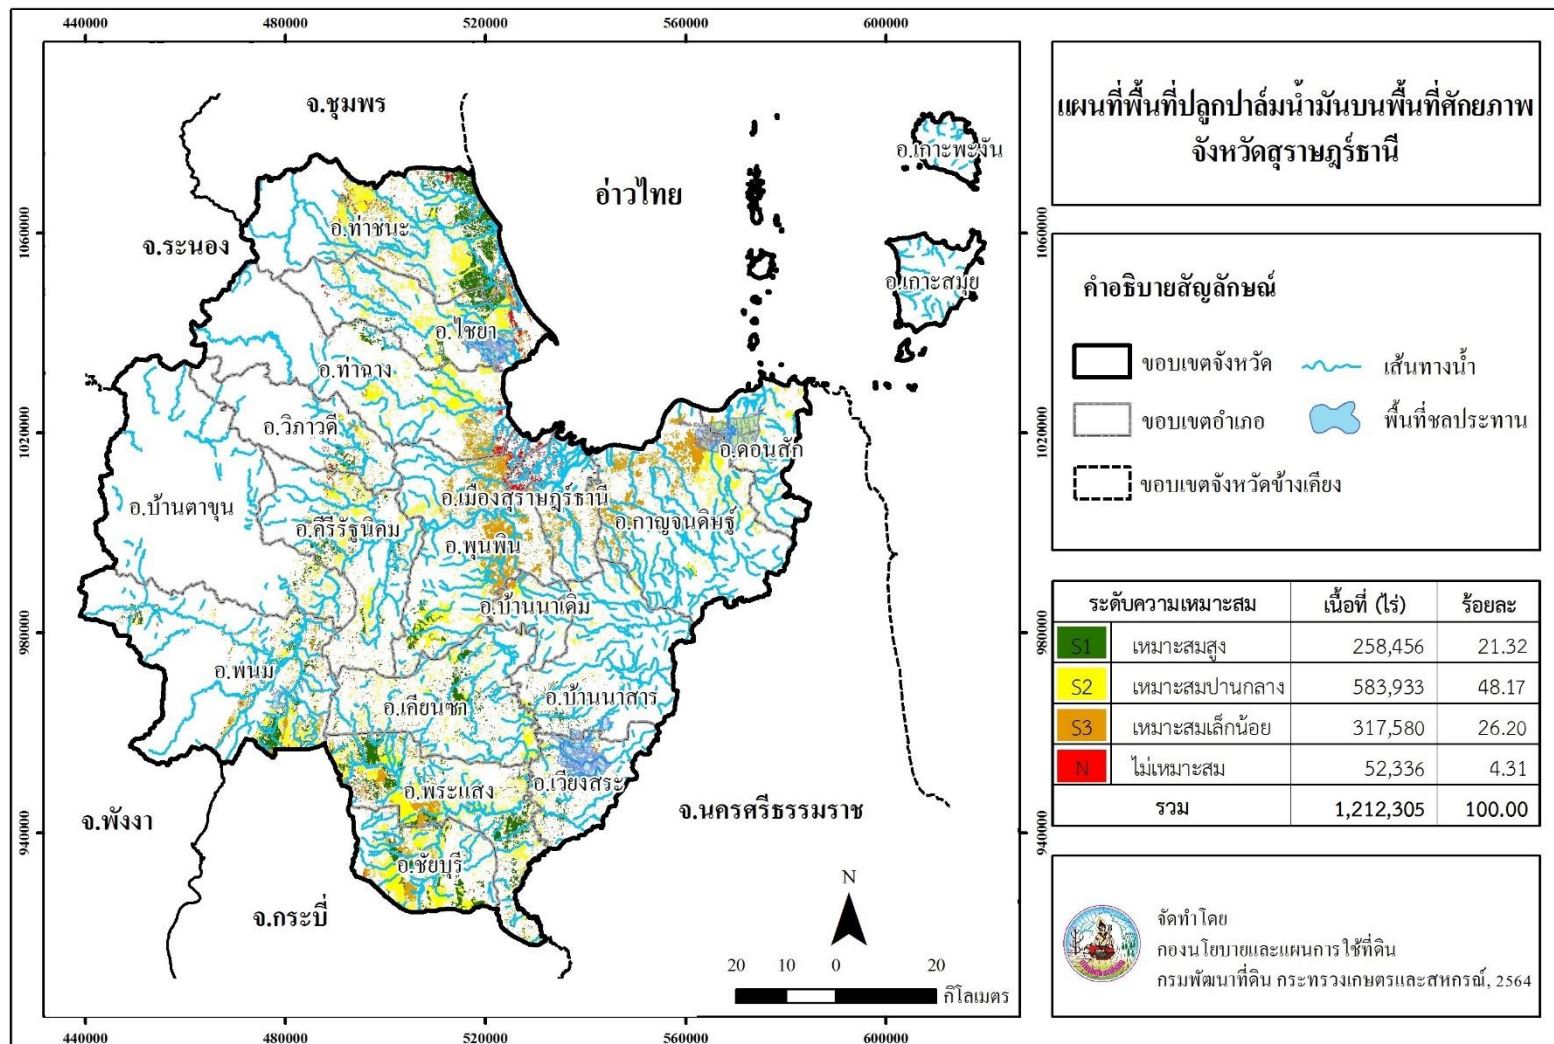 440000 480000 520000 560000 600000
แผนที่พื้นที่ปลูกปาล์มน้ำมันบนพื้นที่ศักยภาพ
จังหวัดสุราษฎร์ธานี
จ.ชุมพร
อ่าวไทย
อ.เกาะพะงัน
1060000
1060000
จ.ระนอง
อ.ท่าชนะ
อ.เกาะสมุย
อ.ไชยา
อ.ท่าฉาง
อ.วิภาวดี
1020000
1020000
อ.ดอนสัก
อ.บ้านตาขุน
อ.เมืองสุราษฎร์ธานี
อ.คีรีรัฐนิคม
อ.กาญจนดิษฐ์
อ.พุนพิน
อ.บ้านนาเดิม
980000
980000
อ.พนม
อ.บ้านนาสาร
อ.เคียนซา
อ.เวียงสระ
อ.พระแสง
จ.พังงา
จ.นครศรีธรรมราช
940000
940000
อ.ชัยบุรี
จ.กระบี่
N
20 10 0 20
กิโลเมตร
440000 480000 520000 560000 600000
คำอธิบายสัญลักษณ์
ขอบเขตจังหวัด เส้นทางน้ำ
ขอบเขตอำเภอ พื้นที่ชลประทาน
ขอบเขตจังหวัดข้างเคียง
ระดับความเหมาะสม เนื้อที่ (ไร่) ร้อยละ
S1 เหมาะสมสูง 258,456 21.32
S2 เหมาะสมปานกลาง 583,933 48.17
S3 เหมาะสมเล็กน้อย 317,580 26.20
N ไม่เหมาะสม 52,336 4.31
รวม 1,212,305 100.00
จัดทำโดย
กองนโยบายและแผนการใช้ที่ดิน
กรมพัฒนาที่ดิน กระทรวงเกษตรและสหกรณ์, 2564